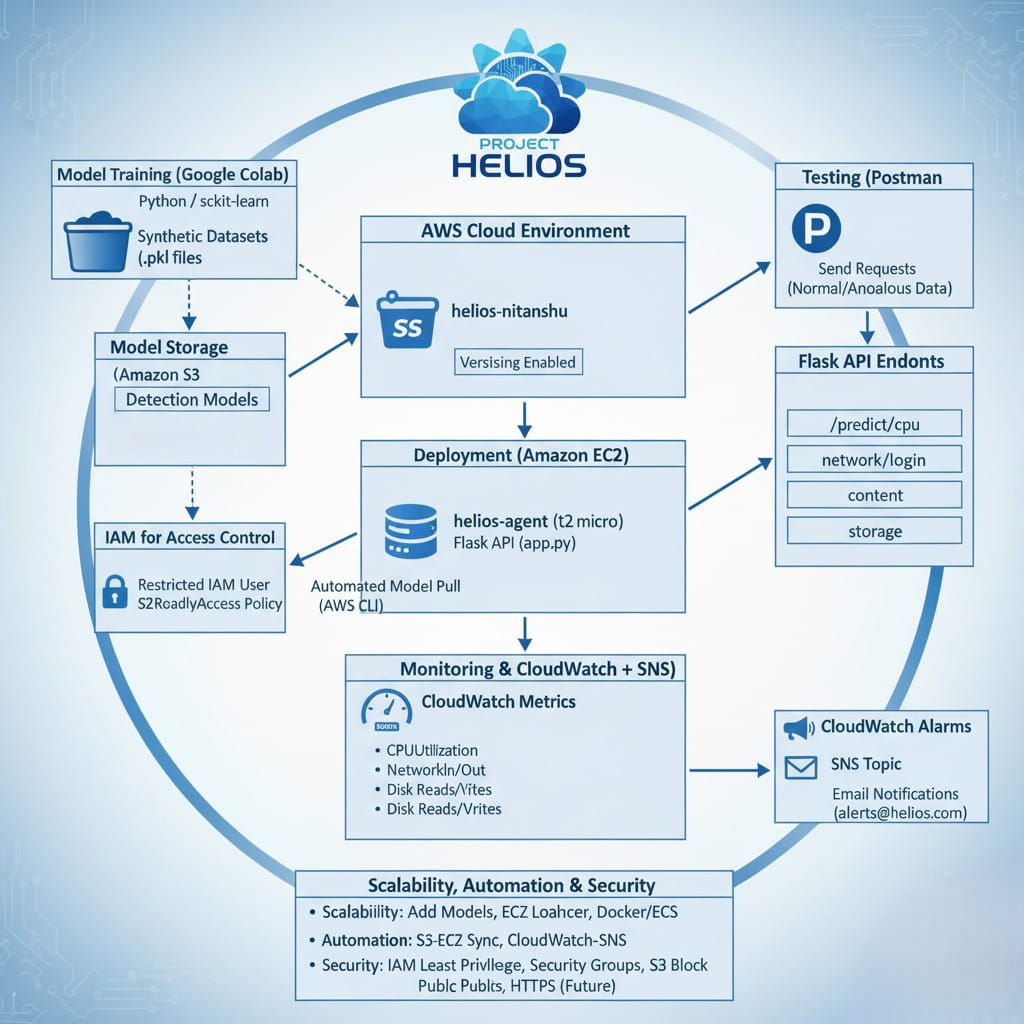 PROJECT
HELIOS
Model Training (Google Colab)
Python / sckit-learn
Synthetic Datasets
(.pkl files
AWS Cloud Environment
SS
helios-nitanshu
Versising Enabled
Testing (Postman
P
Send Requests
(Normal/Anoalous Data)
Model Storage
(Amazon S3
Detection Models
Flask API Endonts
/predict/cpu
network/login
content
storage
Deployment (Amazon EC2)
helios-agent (t2 micro)
Flask API (app.py)
Automated Model Pull
(AWS CLI)
IAM for Access Control
Restricted IAM User
S2RoadlyAccess Policy
Monitoring & CloudWatch + SNS)
CloudWatch Metrics
• CPUUtilization
• NetworkIn/Out
• Disk Reads/Vites
• Disk Reads/Vrites
CloudWatch Alarms
SNS Topic
Email Notifications
(alerts@helios.com)
Scalability, Automation & Security
• Scalability: Add Models, ECZ Loahcer, Docker/ECS
• Automation: S3-ECZ Sync, CloudWatch-SNS
• Security: IAM Least Privllege, Security Groups, S3 Block
Pubļc Publis, HTTPS (Future)